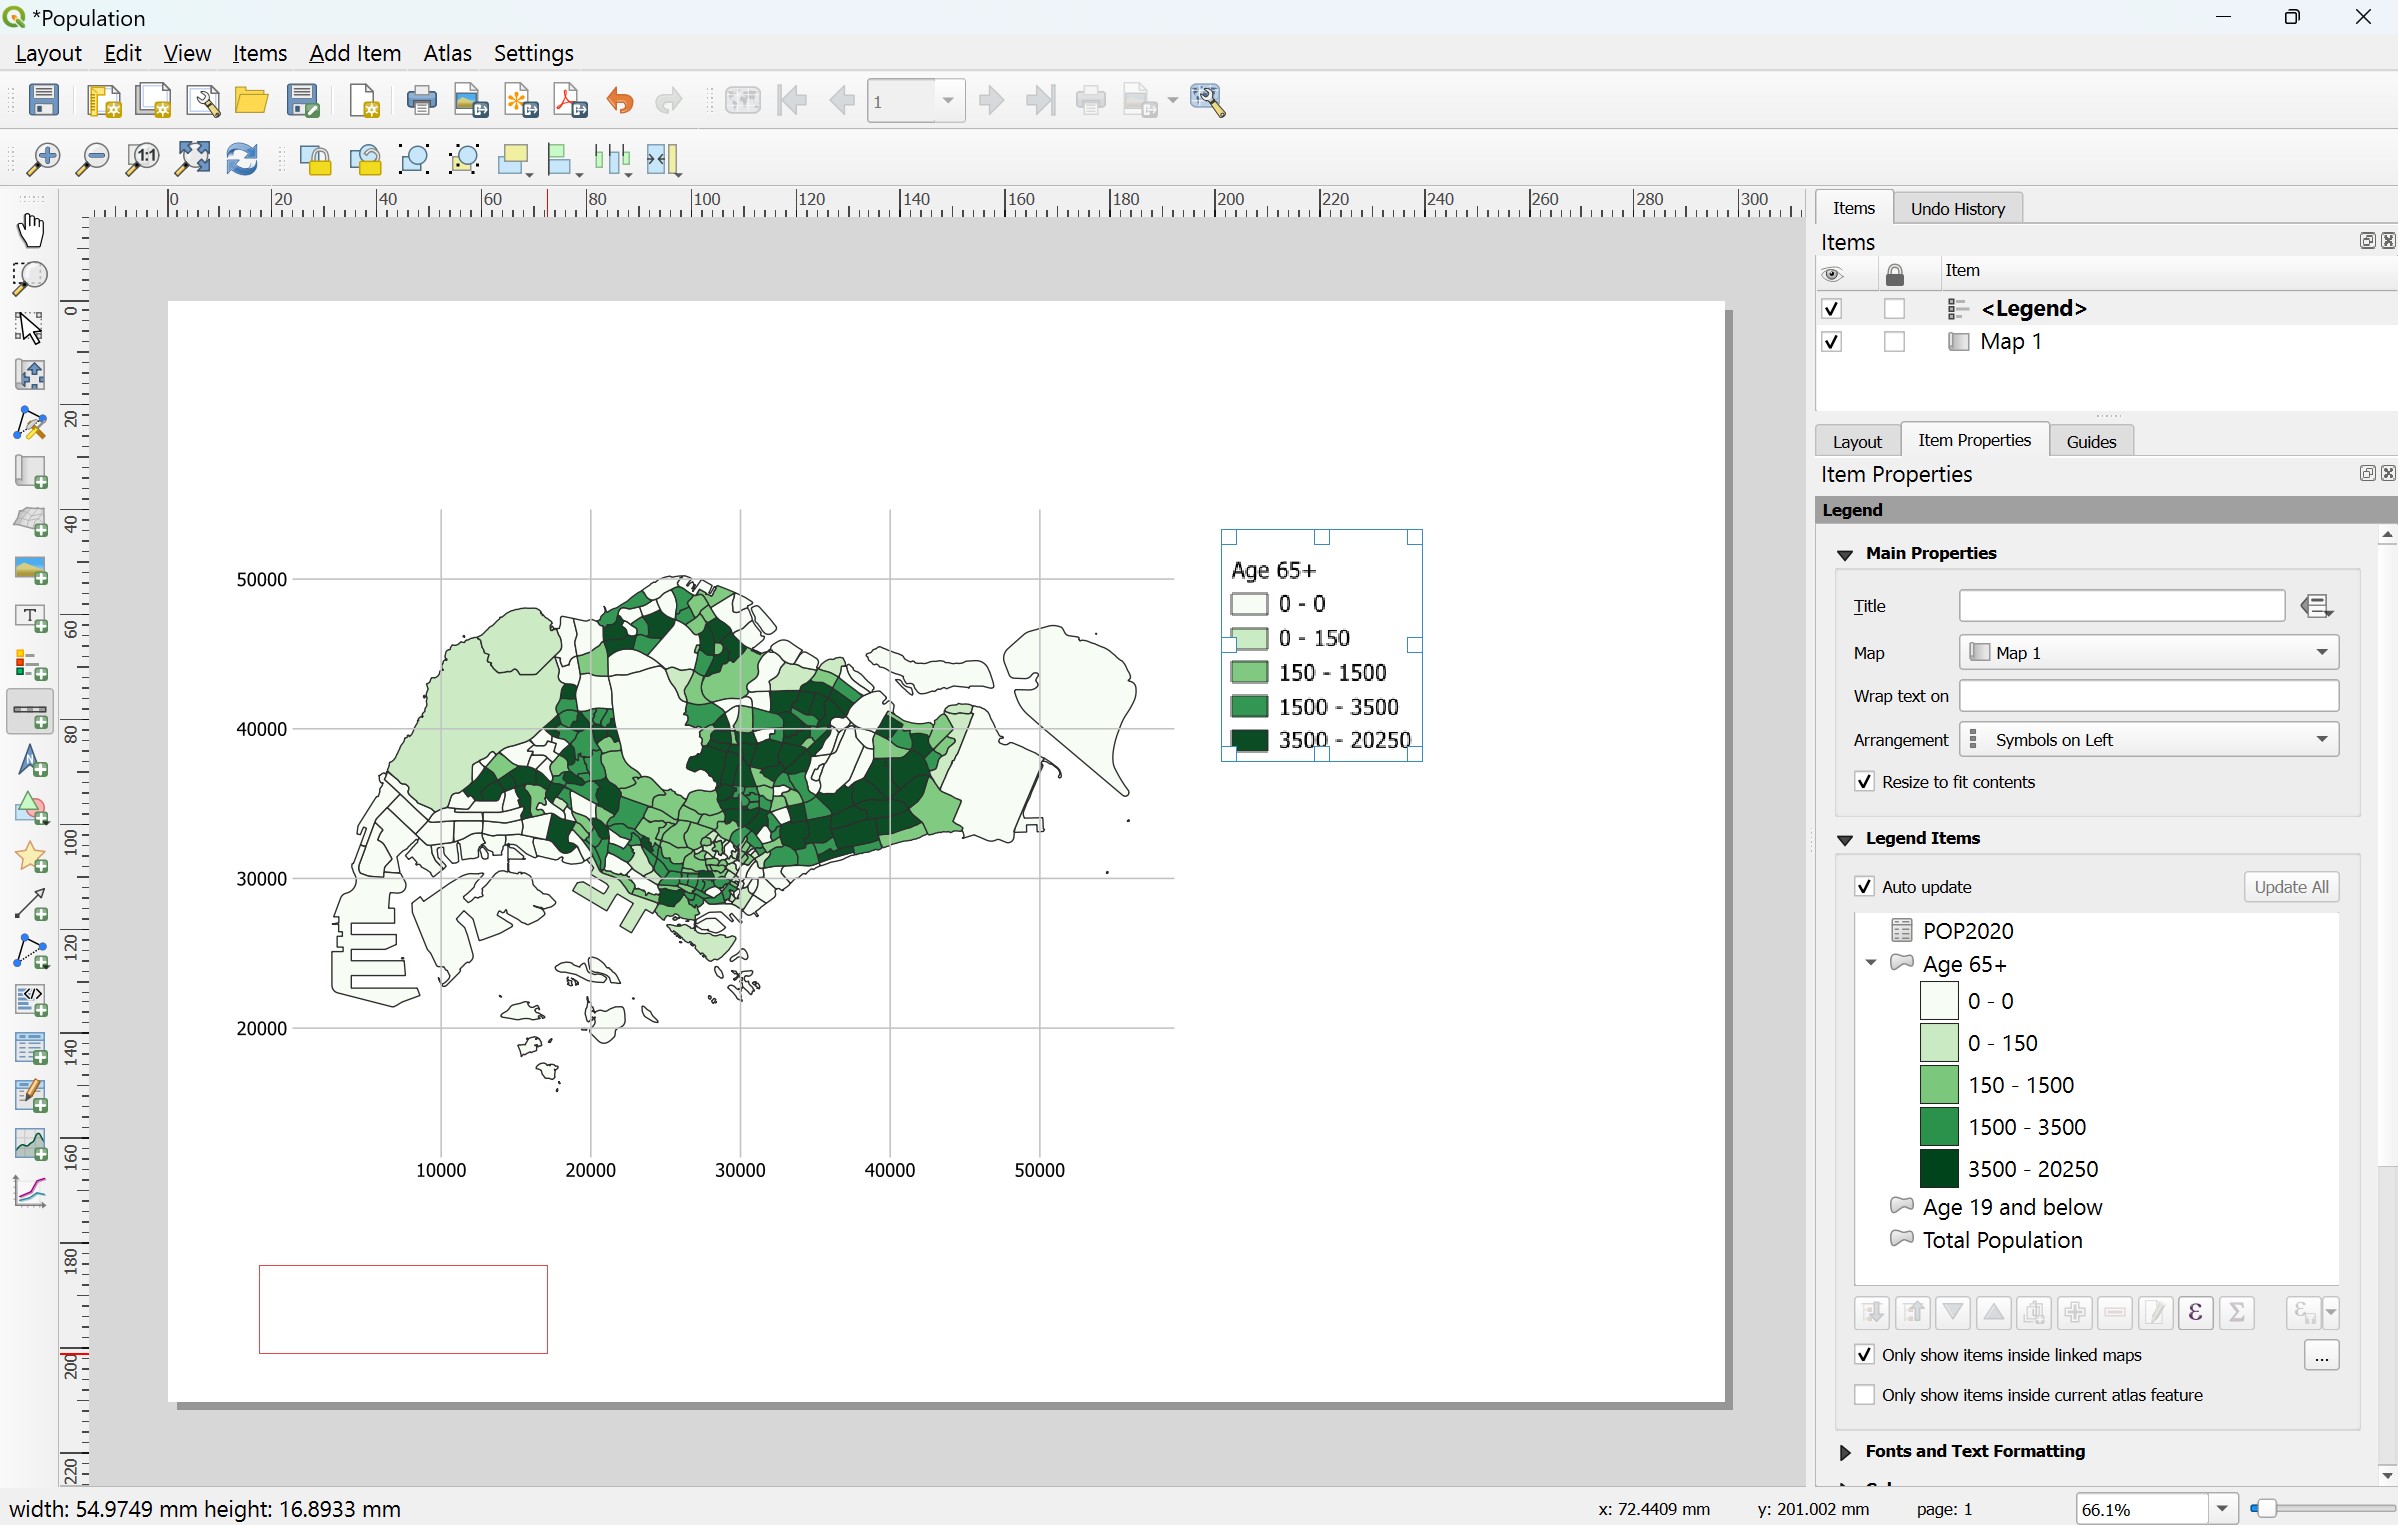 *Population
Layout Edit View Items Add Item Atlas Settings
1
1:1
0 20 40 60 80 100 120 140 160 180 200 220 240 260 280 300
0
20
40
60
80
100
120
140
160
180
200
220
50000
40000
30000
20000
10000 20000 30000 40000 50000
Age 65+
0 - 0
0 - 150
150 - 1500
1500 - 3500
3500 - 20250
Items Undo History
Items
Item
<Legend>
Map 1
Layout Item Properties Guides
Item Properties
Legend
Main Properties
Title
Map Map 1
Wrap text on
Arrangement Symbols on Left
Resize to fit contents
Legend Items
Auto update Update All
POP2020
Age 65+
0 - 0
0 - 150
150 - 1500
1500 - 3500
3500 - 20250
Age 19 and below
Total Population
ε Σ ε
Only show items inside linked maps ...
Only show items inside current atlas feature
Fonts and Text Formatting
width: 54.9749 mm height: 16.8933 mm x: 72.4409 mm y: 201.002 mm page: 1 66.1%